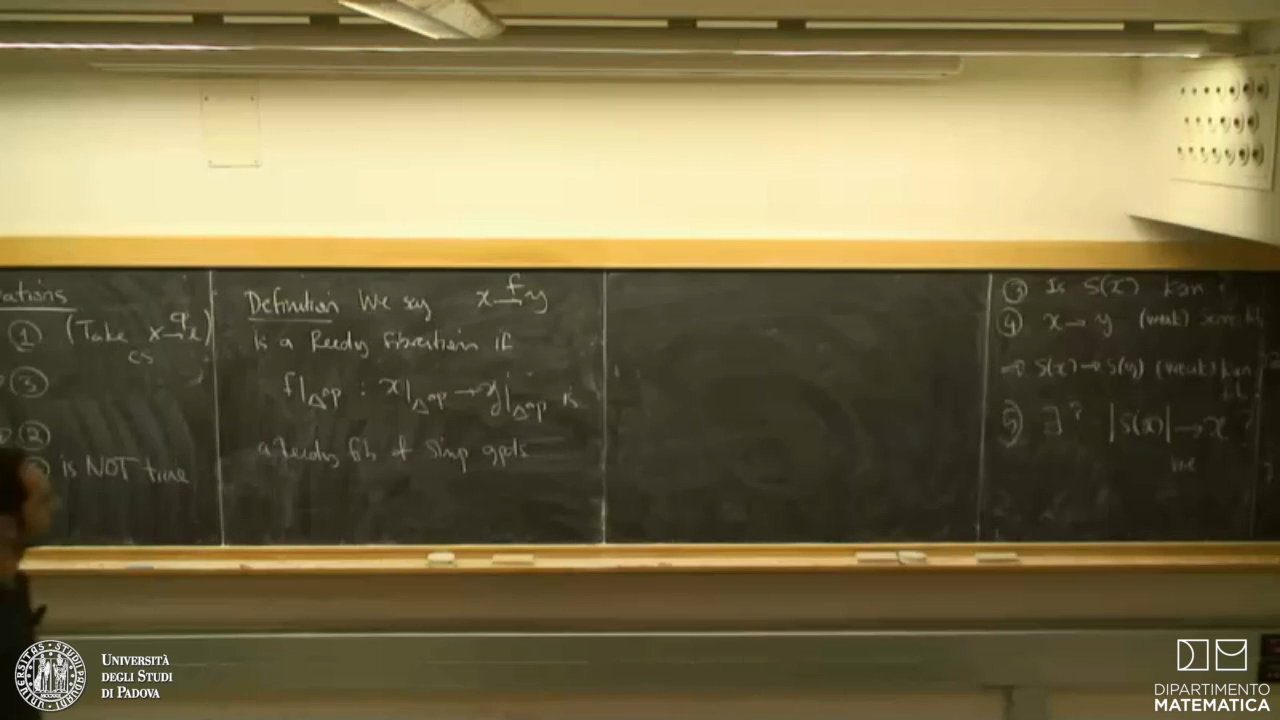 ations
① (Take x → x)
cs
③
②
is NOT true
Definition We say x f→ y
is a Reedy fibration if
f|Δop : x|Δop → y|Δop is
a Reedy fib of simp gpds
③ Is S(x) Kan
④ x → y (weak)
⇒ S(x) → S(y) (weak) Kan
fib
⑤ ∃? |S(x)| → x ?
we
UNIVERSITÀ
DEGLI STUDI
DI PADOVA
DIPARTIMENTO
MATEMATICA